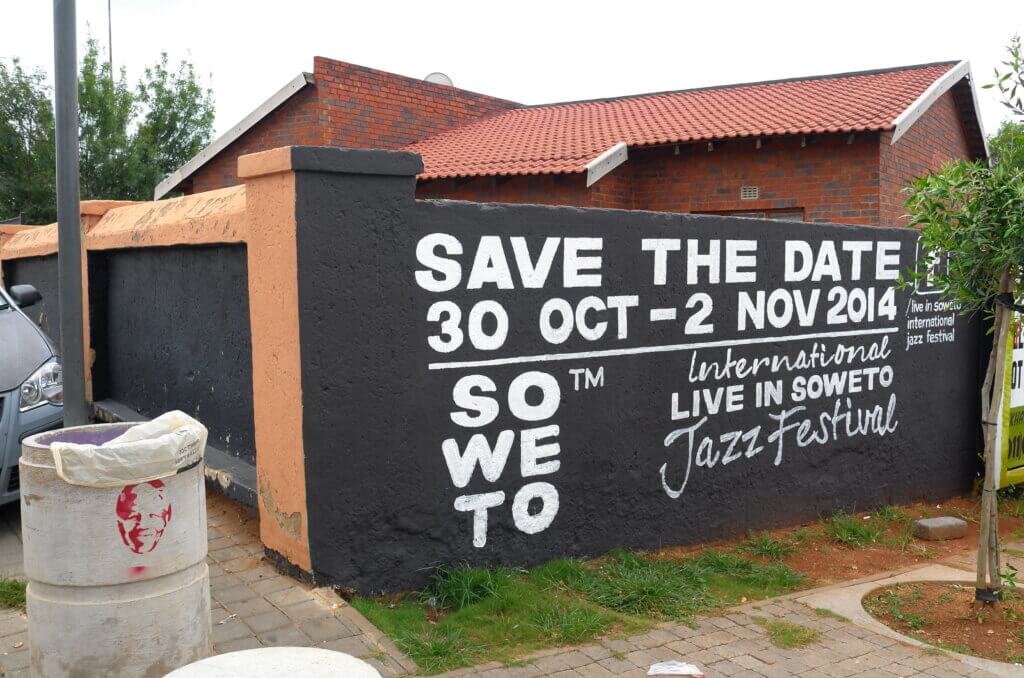 SAVE THE DATE
30 OCT - 2 NOV 2014
SO™
WE
TO
International
LIVE IN SOWETO
Jazz Festival
/live in soweto
international
jazz festival